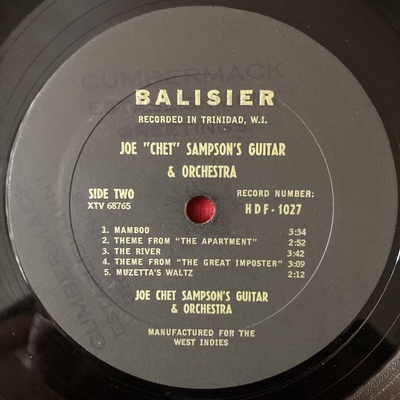 CUMBERMACK
GREETINGS
BALISIER
RECORDED IN TRINIDAD, W.I.
JOE "CHET" SAMPSON'S GUITAR
& ORCHESTRA
SIDE TWO
XTV 68765
RECORD NUMBER:
HDF-1027
1. MAMBOO 3:34
2. THEME FROM "THE APARTMENT" 2:52
3. THE RIVER 3:42
4. THEME FROM "THE GREAT IMPOSTER" 3:09
5. MUZETTA'S WALTZ 2:12
JOE CHET SAMPSON'S GUITAR
& ORCHESTRA
MANUFACTURED FOR THE
WEST INDIES